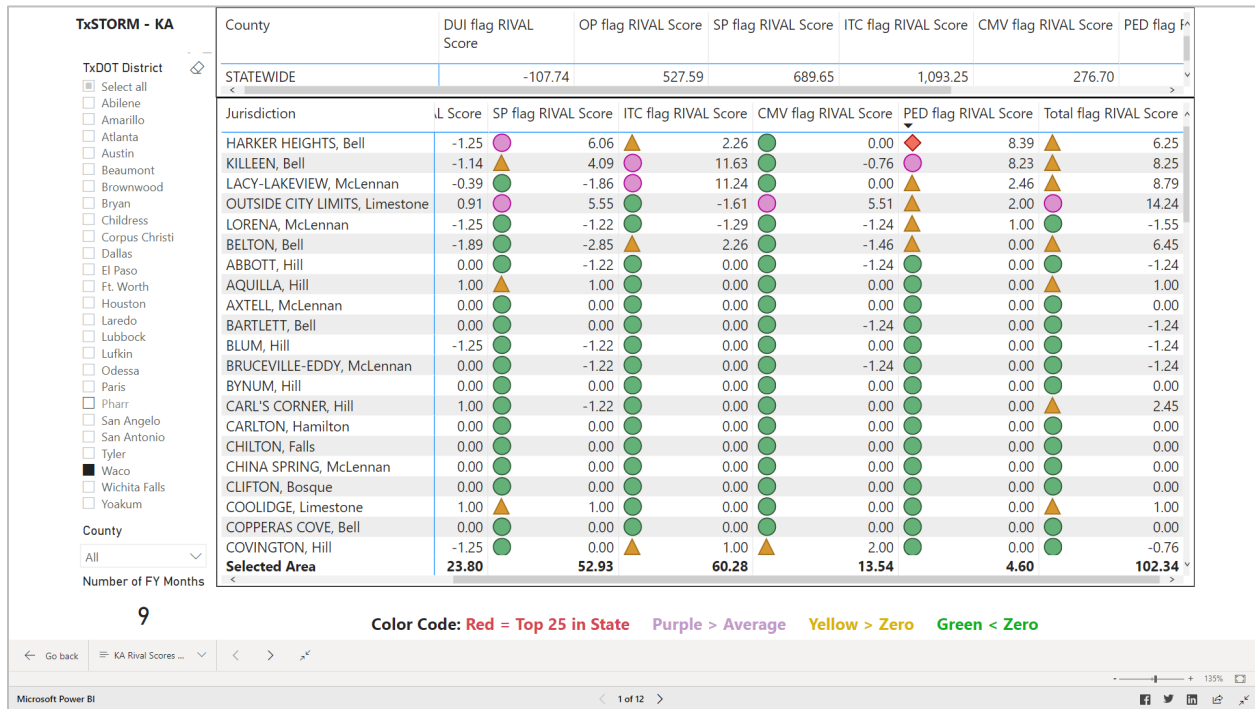 TxSTORM - KA
TxDOT District
Select all
Abilene
Amarillo
Atlanta
Austin
Beaumont
Brownwood
Bryan
Childress
Corpus Christi
Dallas
El Paso
Ft. Worth
Houston
Laredo
Lubbock
Lufkin
Odessa
Paris
Pharr
San Angelo
San Antonio
Tyler
Waco
Wichita Falls
Yoakum
County
All
Number of FY Months
9
County DUI flag RIVAL Score OP flag RIVAL Score SP flag RIVAL Score ITC flag RIVAL Score CMV flag RIVAL Score PED flag
STATEWIDE -107.74 527.59 689.65 1,093.25 276.70
Jurisdiction Score SP flag RIVAL Score ITC flag RIVAL Score CMV flag RIVAL Score PED flag RIVAL Score Total flag RIVAL Score
HARKER HEIGHTS, Bell -1.25 6.06 2.26 0.00 8.39 6.25
KILLEEN, Bell -1.14 4.09 11.63 -0.76 8.23 8.25
LACY-LAKEVIEW, McLennan -0.39 -1.86 11.24 0.00 2.46 8.79
OUTSIDE CITY LIMITS, Limestone 0.91 5.55 -1.61 5.51 2.00 14.24
LORENA, McLennan -1.25 -1.22 -1.29 -1.24 1.00 -1.55
BELTON, Bell -1.89 -2.85 2.26 -1.46 0.00 6.45
ABBOTT, Hill 0.00 -1.22 0.00 -1.24 0.00 -1.24
AQUILLA, Hill 1.00 1.00 0.00 0.00 0.00 1.00
AXTELL, McLennan 0.00 0.00 0.00 0.00 0.00 0.00
BARTLETT, Bell 0.00 0.00 0.00 -1.24 0.00 -1.24
BLUM, Hill -1.25 -1.22 0.00 0.00 0.00 -1.24
BRUCEVILLE-EDDY, McLennan 0.00 -1.22 0.00 -1.24 0.00 -1.24
BYNUM, Hill 0.00 0.00 0.00 0.00 0.00 0.00
CARL'S CORNER, Hill 1.00 -1.22 0.00 0.00 0.00 2.45
CARLTON, Hamilton 0.00 0.00 0.00 0.00 0.00 0.00
CHILTON, Falls 0.00 0.00 0.00 0.00 0.00 0.00
CHINA SPRING, McLennan 0.00 0.00 0.00 0.00 0.00 0.00
CLIFTON, Bosque 0.00 0.00 0.00 0.00 0.00 0.00
COOLIDGE, Limestone 1.00 1.00 0.00 0.00 0.00 1.00
COPPERAS COVE, Bell 0.00 0.00 0.00 0.00 0.00 0.00
COVINGTON, Hill -1.25 0.00 1.00 2.00 0.00 -0.76
Selected Area 23.80 52.93 60.28 13.54 4.60 102.34
Color Code: Red = Top 25 in State Purple > Average Yellow > Zero Green < Zero
Go back KA Rival Scores ...
- + 135%
Microsoft Power BI 1 of 12